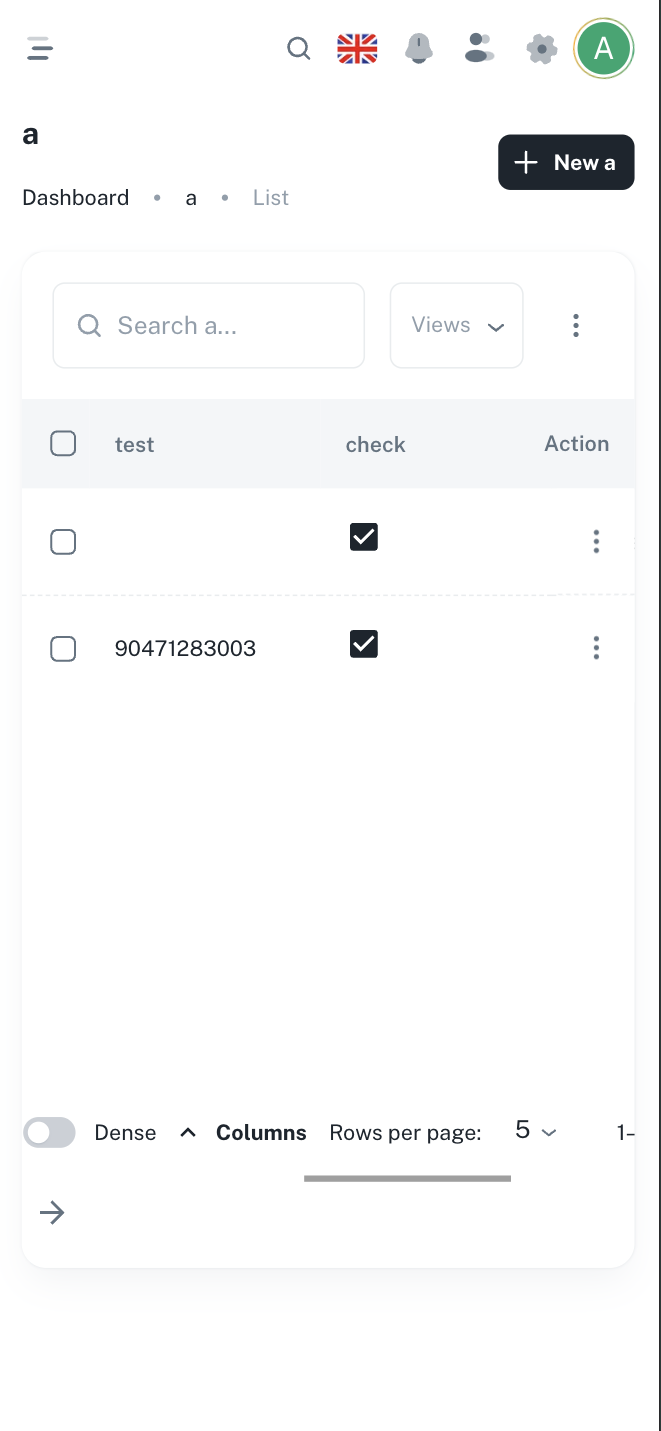 A
a
New a
Dashboard • a • List
Search a...
Views
test check Action
90471283003
Dense Columns Rows per page: 5 1–